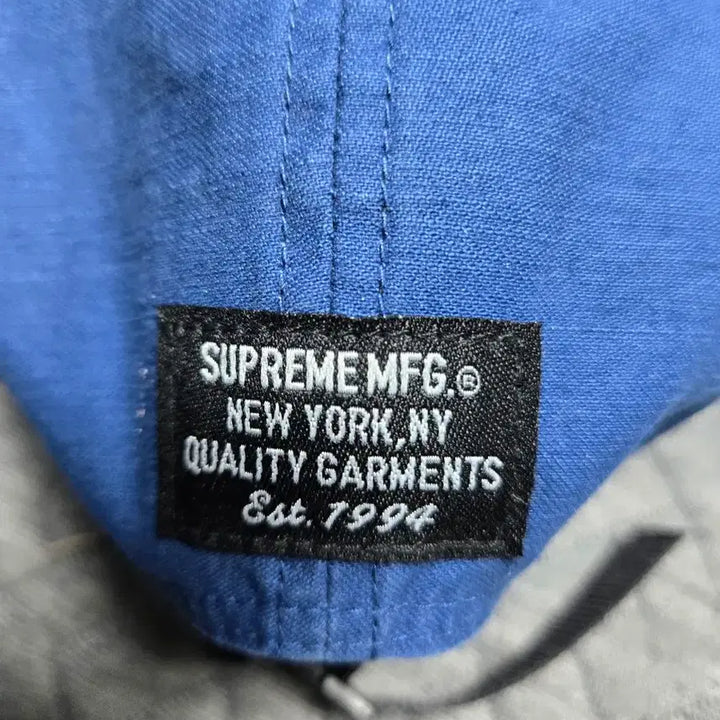 SUPREME MFG.®
NEW YORK, NY
QUALITY GARMENTS
Est. 1994